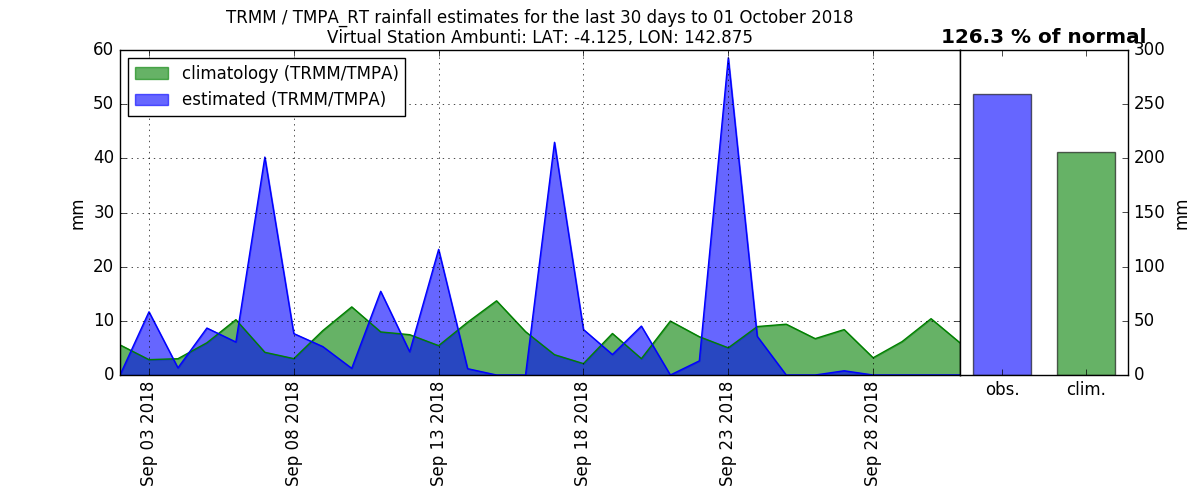 TRMM / TMPA_RT rainfall estimates for the last 30 days to 01 October 2018
Virtual Station Ambunti: LAT: -4.125, LON: 142.875
126.3 % of normal
climatology (TRMM/TMPA)
estimated (TRMM/TMPA)
60
50
40
30
20
10
0
mm
300
250
200
150
100
50
0
mm
Sep 03 2018
Sep 08 2018
Sep 13 2018
Sep 18 2018
Sep 23 2018
Sep 28 2018
obs.
clim.